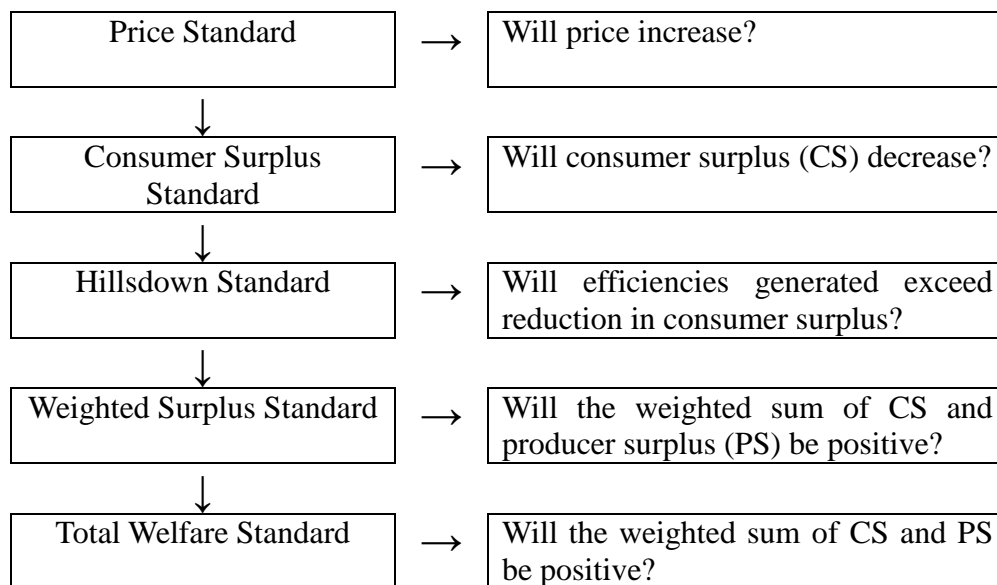 Price Standard
→
Will price increase?
↓
Consumer Surplus
Standard
→
Will consumer surplus (CS) decrease?
↓
Hillsdown Standard
→
Will efficiencies generated exceed
reduction in consumer surplus?
↓
Weighted Surplus Standard
→
Will the weighted sum of CS and
producer surplus (PS) be positive?
↓
Total Welfare Standard
→
Will the weighted sum of CS and PS
be positive?